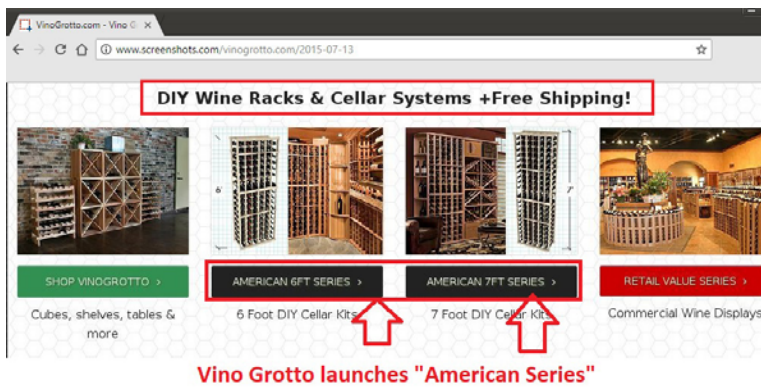 VinoGrotto.com - Vino G
www.screenshots.com/vinogrotto.com/2015-07-13
DIY Wine Racks & Cellar Systems +Free Shipping!
6'
7'
SHOP VINOGROTTO >
AMERICAN 6FT SERIES >
AMERICAN 7FT SERIES >
RETAIL VALUE SERIES >
Cubes, shelves, tables &
more
6 Foot DIY Cellar Kits
7 Foot DIY Cellar Kits
Commercial Wine Displays
Vino Grotto launches "American Series"